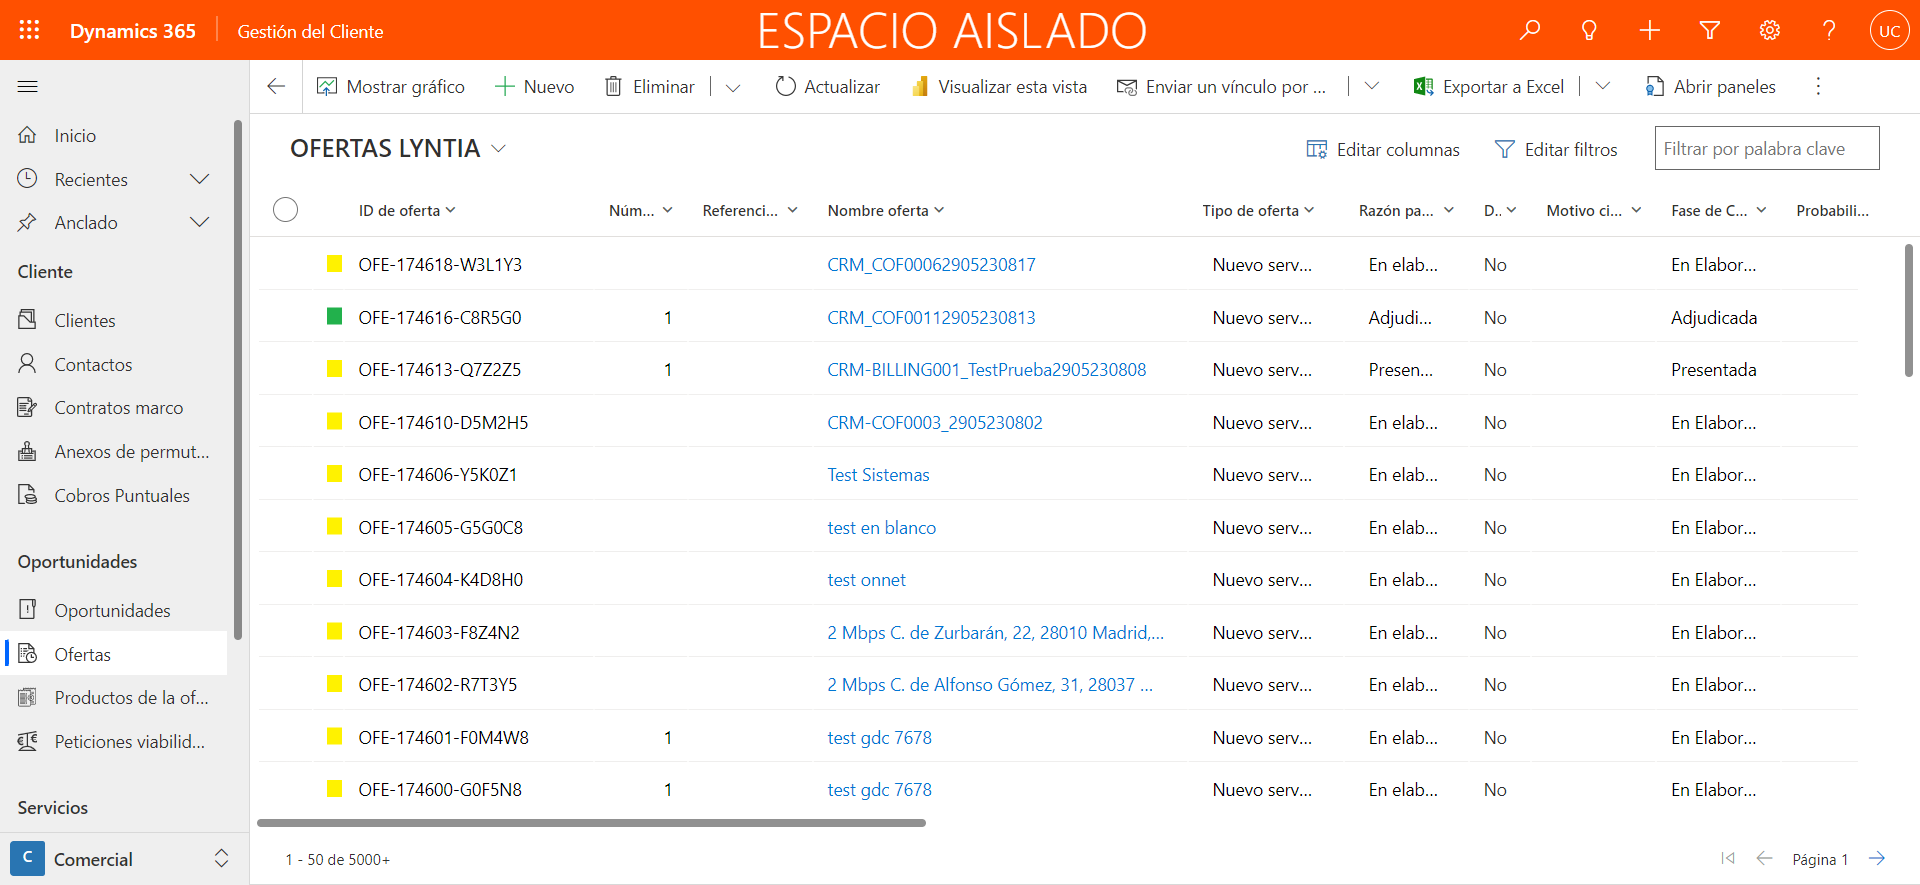 Dynamics 365 Gestión del Cliente ESPACIO AISLADO UC
Mostrar gráfico Nuevo Eliminar Actualizar Visualizar esta vista Enviar un vínculo por ... Exportar a Excel Abrir paneles
Inicio
Recientes
Anclado
Cliente
Clientes
Contactos
Contratos marco
Anexos de permut...
Cobros Puntuales
Oportunidades
Oportunidades
Ofertas
Productos de la of...
Peticiones viabilid...
Servicios
C Comercial
OFERTAS LYNTIA Editar columnas Editar filtros Filtrar por palabra clave
ID de oferta Núm... Referenci... Nombre oferta Tipo de oferta Razón pa... D.. Motivo ci... Fase de C... Probabili...
OFE-174618-W3L1Y3 CRM_COF00062905230817 Nuevo serv... En elab... No En Elabor...
OFE-174616-C8R5G0 1 CRM_COF00112905230813 Nuevo serv... Adjudi... No Adjudicada
OFE-174613-Q7Z2Z5 1 CRM-BILLING001_TestPrueba2905230808 Nuevo serv... Presen... No Presentada
OFE-174610-D5M2H5 CRM-COF0003_2905230802 Nuevo serv... En elab... No En Elabor...
OFE-174606-Y5K0Z1 Test Sistemas Nuevo serv... En elab... No En Elabor...
OFE-174605-G5G0C8 test en blanco Nuevo serv... En elab... No En Elabor...
OFE-174604-K4D8H0 test onnet Nuevo serv... En elab... No En Elabor...
OFE-174603-F8Z4N2 2 Mbps C. de Zurbarán, 22, 28010 Madrid,... Nuevo serv... En elab... No En Elabor...
OFE-174602-R7T3Y5 2 Mbps C. de Alfonso Gómez, 31, 28037 ... Nuevo serv... En elab... No En Elabor...
OFE-174601-F0M4W8 1 test gdc 7678 Nuevo serv... En elab... No En Elabor...
OFE-174600-G0F5N8 1 test gdc 7678 Nuevo serv... En elab... No En Elabor...
1 - 50 de 5000+ Página 1